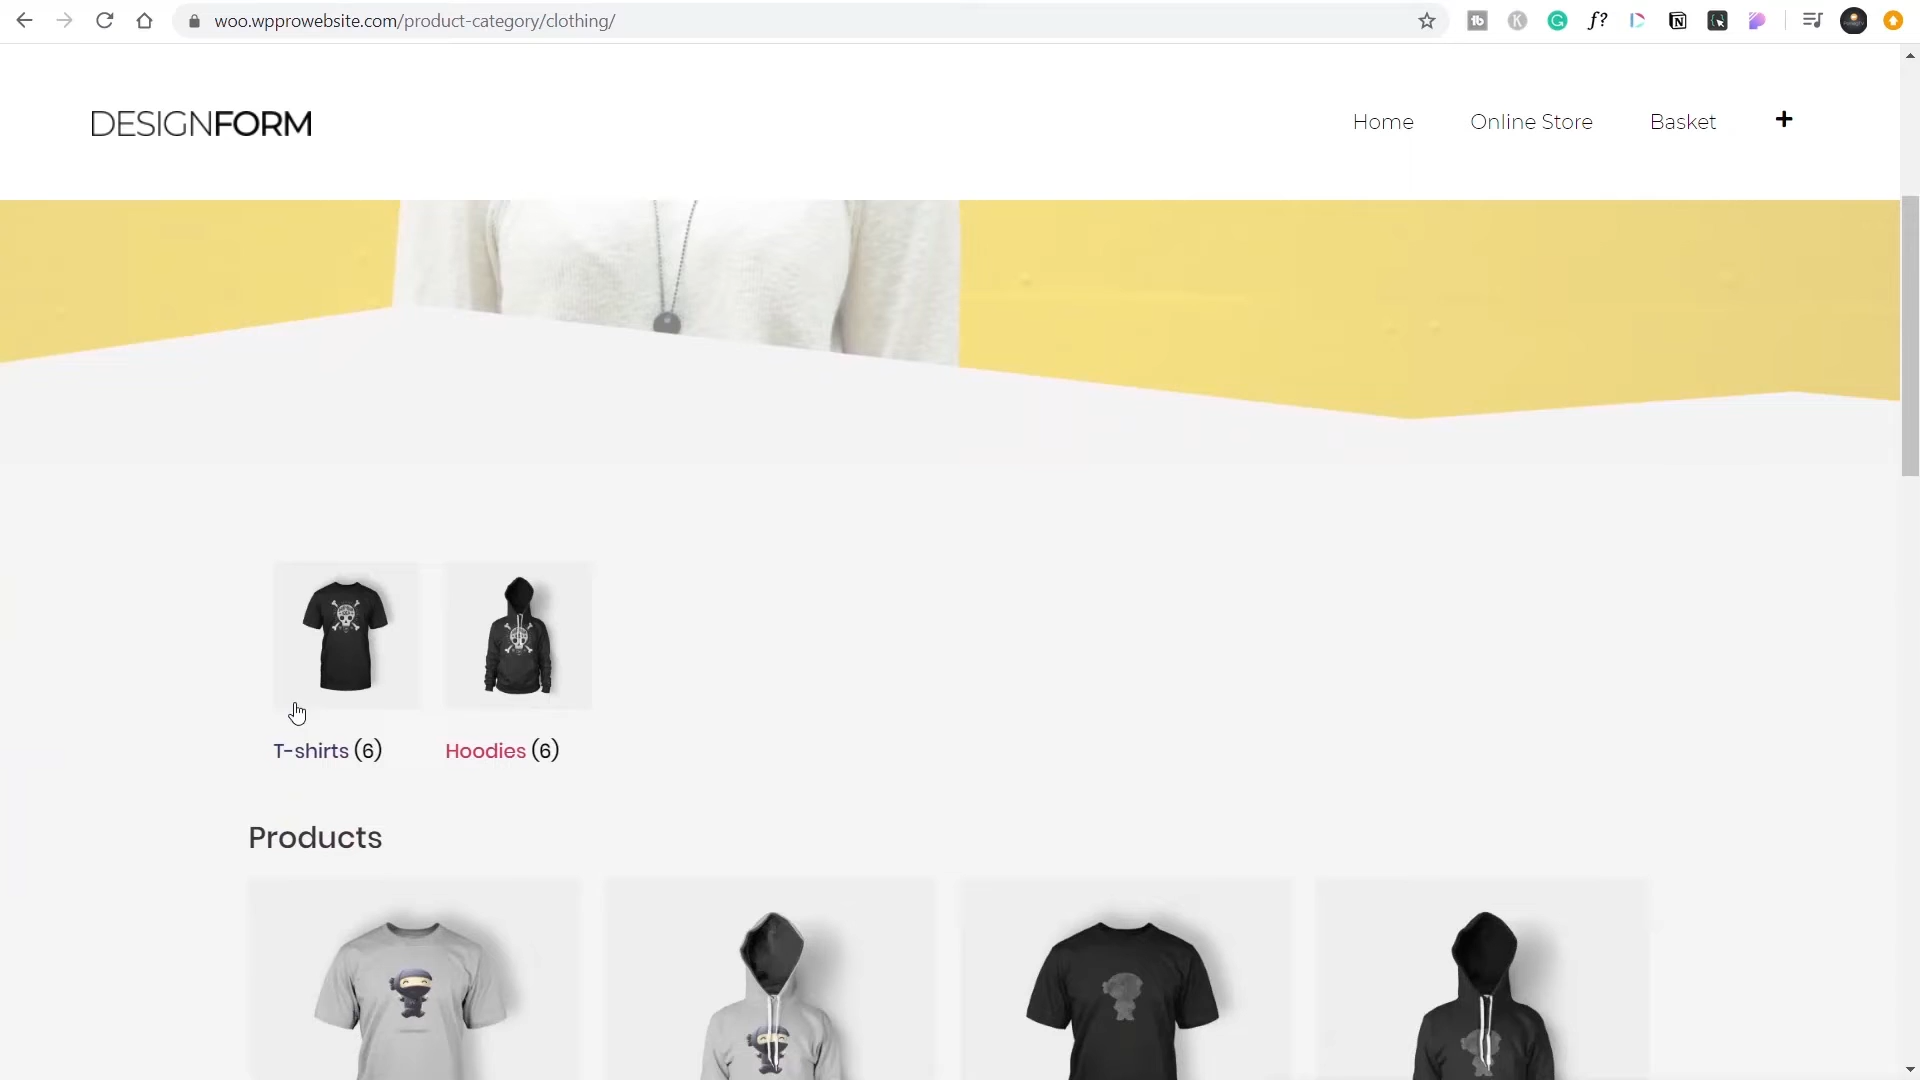 woo.wpprowebsite.com/product-category/clothing/
DESIGNFORM
Home
Online Store
Basket
T-shirts (6)
Hoodies (6)
Products